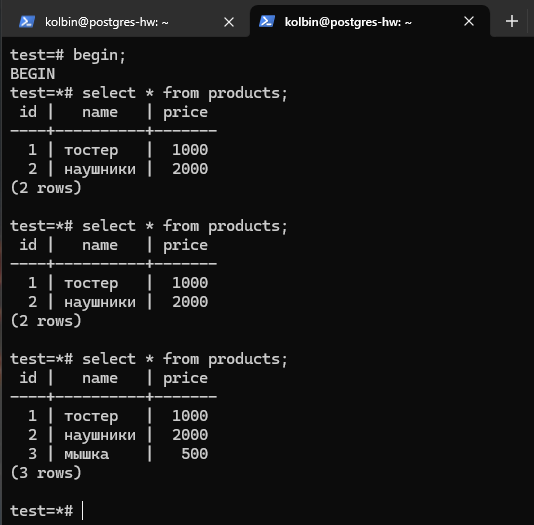 kolbin@postgres-hw: ~
kolbin@postgres-hw: ~
test=# begin;
BEGIN
test=*# select * from products;
 id |   name   | price
----+----------+-------
  1 | тостер   |  1000
  2 | наушники |  2000
(2 rows)
test=*# select * from products;
 id |   name   | price
----+----------+-------
  1 | тостер   |  1000
  2 | наушники |  2000
(2 rows)
test=*# select * from products;
 id |   name   | price
----+----------+-------
  1 | тостер   |  1000
  2 | наушники |  2000
  3 | мышка    |   500
(3 rows)
test=*#